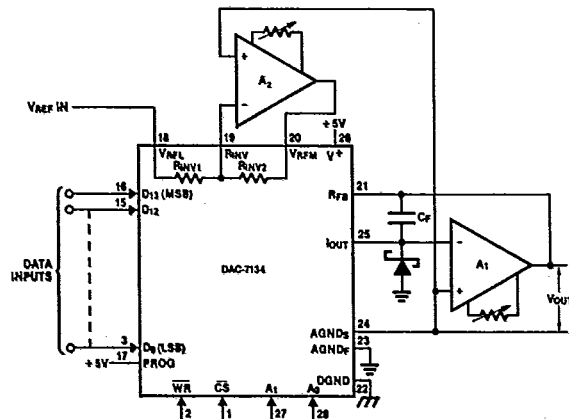 A2
+
−
VREF IN
+5V
18
19
20
26
VRFL
RINV
VRFM
V+
RINV1
RINV2
16
D13 (MSB)
15
D12
RFB
21
CF
25
IOUT
−
A1
+
VOUT
DATA
INPUTS
DAC-7134
AGNDS
24
3
D0 (LSB)
23
AGNDF
+5V
17
PROG
DGND
22
WR
CS
A1
A0
2
1
27
28